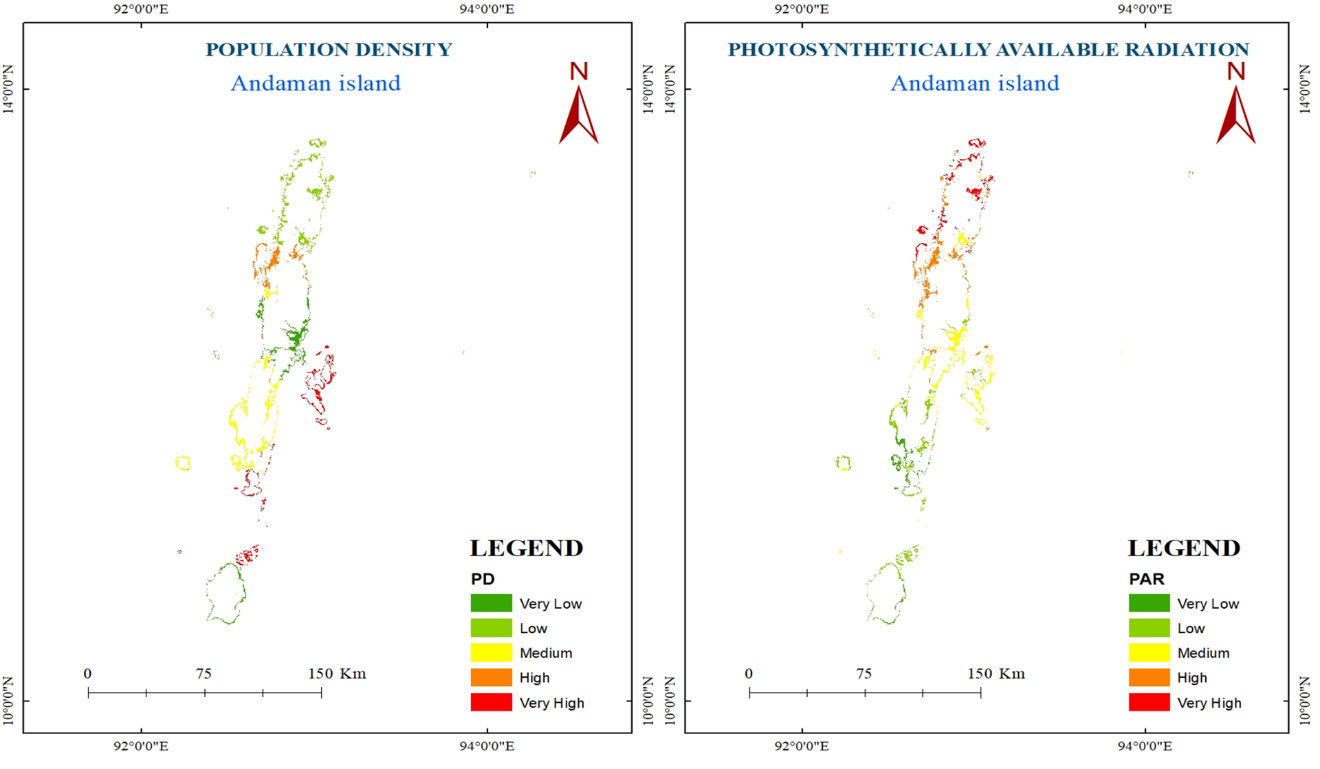 92°0'0"E 94°0'0"E
POPULATION DENSITY
Andaman island
N
14°0'0"N 14°0'0"N
LEGEND
PD
Very Low
Low
Medium
High
Very High
0 75 150 Km
10°0'0"N 10°0'0"N
92°0'0"E 94°0'0"E
92°0'0"E 94°0'0"E
PHOTOSYNTHETICALLY AVAILABLE RADIATION
Andaman island
N
14°0'0"N 14°0'0"N
LEGEND
PAR
Very Low
Low
Medium
High
Very High
0 75 150 Km
10°0'0"N 10°0'0"N
92°0'0"E 94°0'0"E